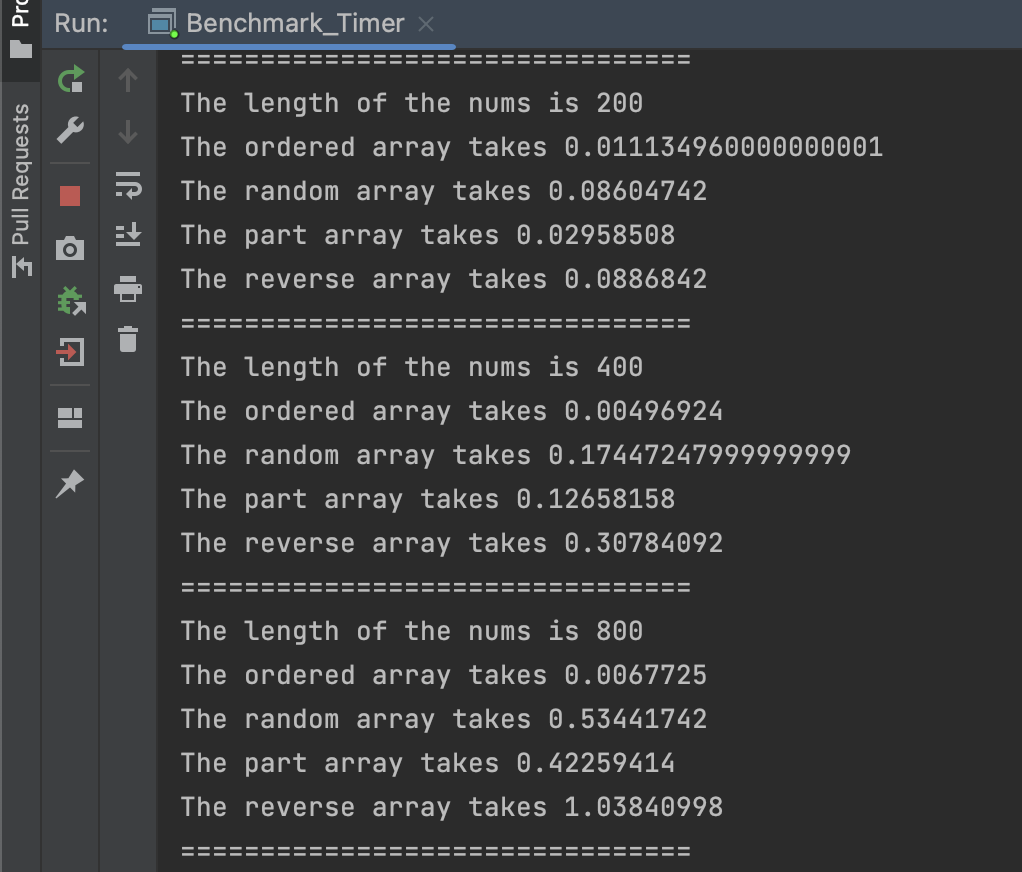 Run: Benchmark_Timer
Pull Requests
================================
The length of the nums is 200
The ordered array takes 0.011134960000000001
The random array takes 0.08604742
The part array takes 0.02958508
The reverse array takes 0.0886842
================================
The length of the nums is 400
The ordered array takes 0.00496924
The random array takes 0.17447247999999999
The part array takes 0.12658158
The reverse array takes 0.30784092
================================
The length of the nums is 800
The ordered array takes 0.0067725
The random array takes 0.53441742
The part array takes 0.42259414
The reverse array takes 1.03840998
================================